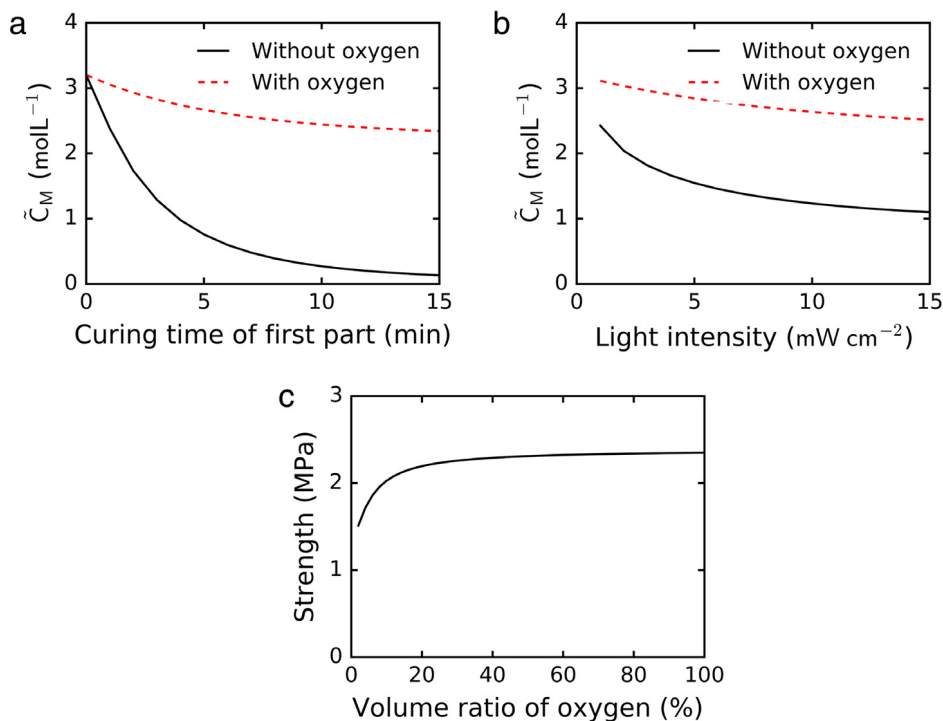 a
4
3
2
1
0
0 5 10 15
C̃M (molL−1)
Curing time of first part (min)
Without oxygen
With oxygen
b
4
3
2
1
0
0 5 10 15
C̃M (molL−1)
Light intensity (mW cm−2)
Without oxygen
With oxygen
c
3
2
1
0
0 20 40 60 80 100
Strength (MPa)
Volume ratio of oxygen (%)